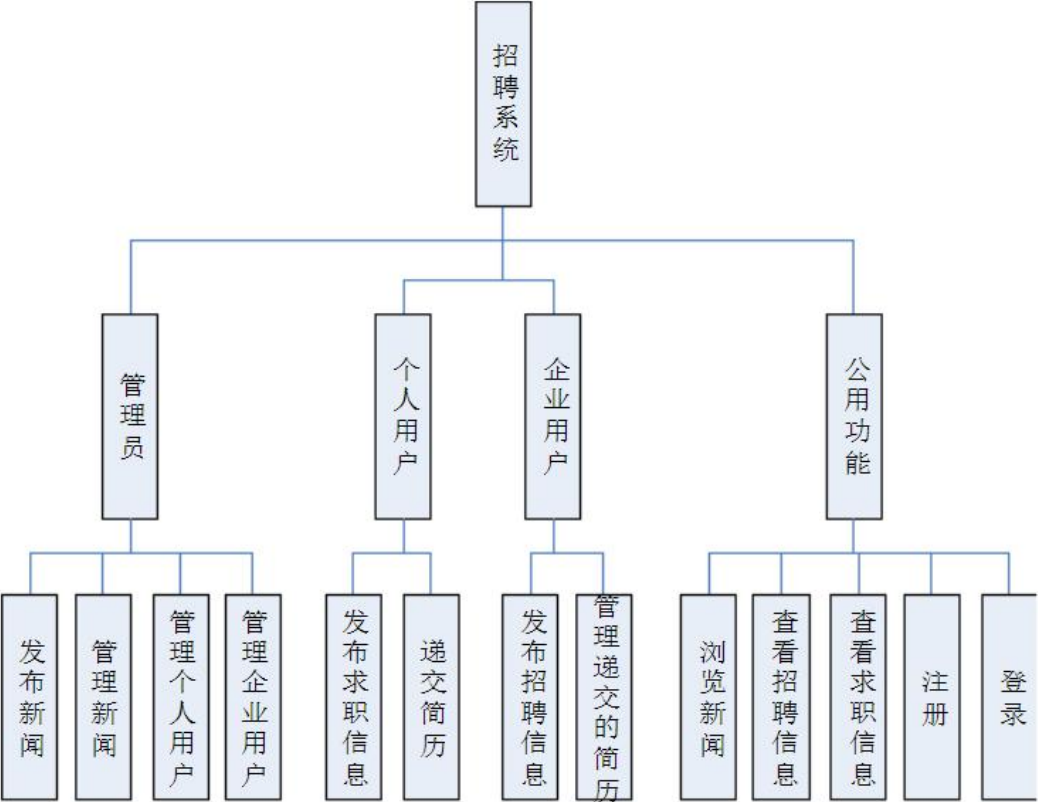 招聘系统
管理员
个人用户
企业用户
公用功能
发布新闻
管理新闻
管理个人用户
管理企业用户
发布求职信息
递交简历
发布招聘信息
管理递交的简历
浏览新闻
查看招聘信息
查看求职信息
注册
登录